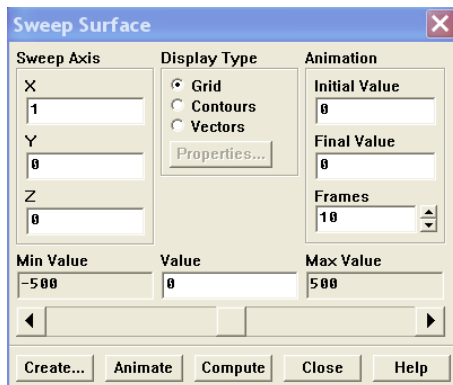 Sweep Surface
Sweep Axis Display Type Animation
X Grid Initial Value
1 Contours 0
Y Vectors Final Value
0 Properties... 0
Z Frames
0 10
Min Value Value Max Value
-500 0 500
Create... Animate Compute Close Help